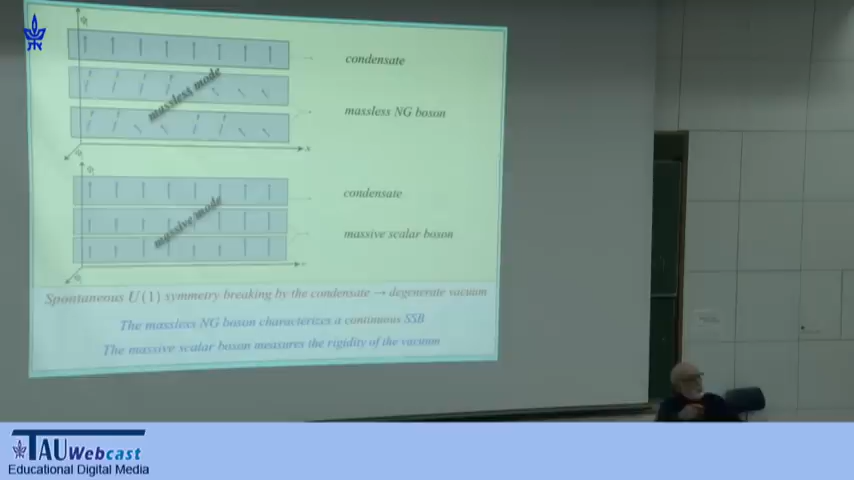 condensate
massless mode
massless NG boson
x
condensate
massive mode
massive scalar boson
Spontaneous U(1) symmetry breaking by the condensate → degenerate vacuum
The massless NG boson characterizes a continuous SSB
The massive scalar boson measures the rigidity of the vacuum
TAU Webcast
Educational Digital Media